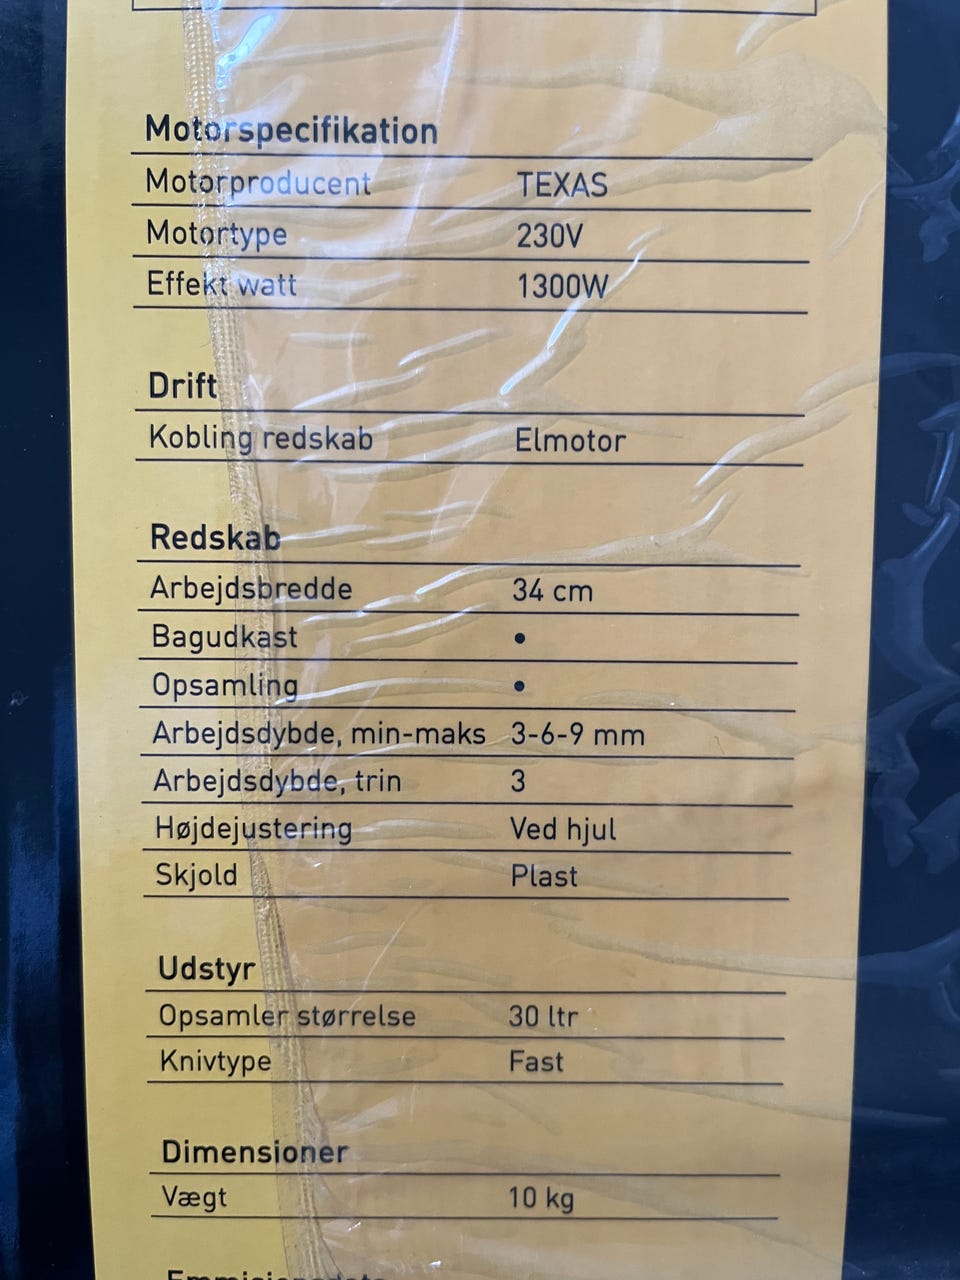 Motorspecifikation
Motorproducent TEXAS
Motortype 230V
Effekt watt 1300W
Drift
Kobling redskab Elmotor
Redskab
Arbejdsbredde 34 cm
Bagudkast •
Opsamling •
Arbejdsdybde, min-maks 3-6-9 mm
Arbejdsdybde, trin 3
Højdejustering Ved hjul
Skjold Plast
Udstyr
Opsamler størrelse 30 ltr
Knivtype Fast
Dimensioner
Vægt 10 kg